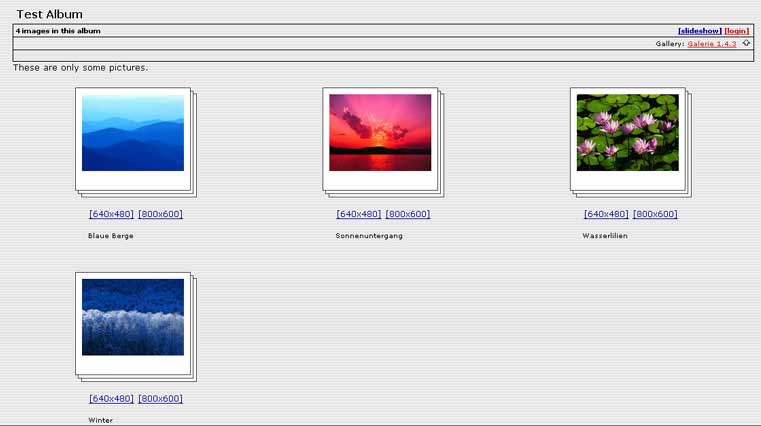 Test Album
4 images in this album [slideshow] [login]
Gallery: Galerie 1.4.3
These are only some pictures.
[640x480] [800x600] [640x480] [800x600] [640x480] [800x600]
Blaue Berge Sonnenuntergang Wasserlilien
[640x480] [800x600]
Winter